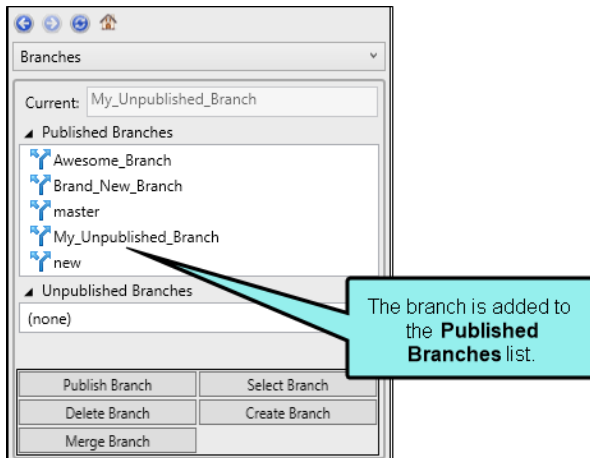 Branches
Current: My_Unpublished_Branch
Published Branches
Awesome_Branch
Brand_New_Branch
master
My_Unpublished_Branch
new
Unpublished Branches
(none)
The branch is added to
the Published
Branches list.
Publish Branch Select Branch
Delete Branch Create Branch
Merge Branch